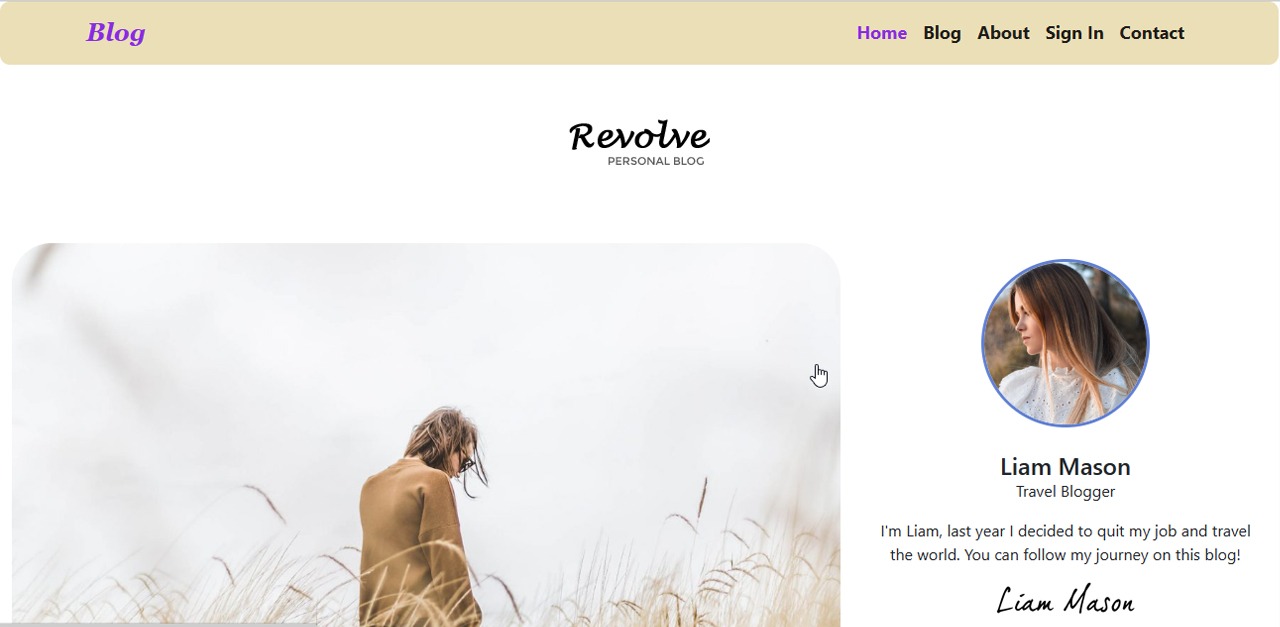 Blog
Home Blog About Sign In Contact
Revolve
PERSONAL BLOG
Liam Mason
Travel Blogger
I'm Liam, last year I decided to quit my job and travel
the world. You can follow my journey on this blog!
Liam Mason